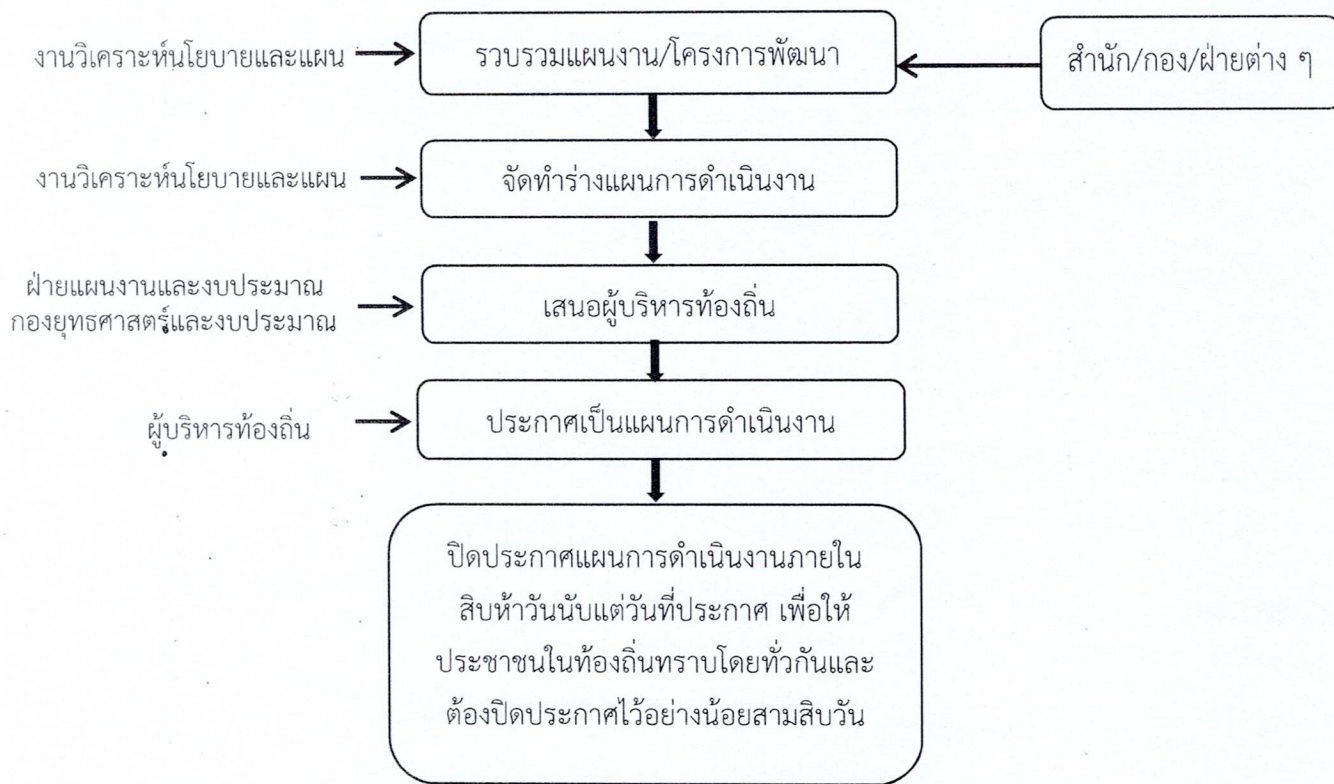 งานวิเคราะห์นโยบายและแผน
รวบรวมแผนงาน/โครงการพัฒนา
สำนัก/กอง/ฝ่ายต่าง ๆ
งานวิเคราะห์นโยบายและแผน
จัดทำร่างแผนการดำเนินงาน
ฝ่ายแผนงานและงบประมาณ
กองยุทธศาสตร์และงบประมาณ
เสนอผู้บริหารท้องถิ่น
ผู้บริหารท้องถิ่น
ประกาศเป็นแผนการดำเนินงาน
ปิดประกาศแผนการดำเนินงานภายใน
สิบห้าวันนับแต่วันที่ประกาศ เพื่อให้
ประชาชนในท้องถิ่นทราบโดยทั่วกันและ
ต้องปิดประกาศไว้อย่างน้อยสามสิบวัน